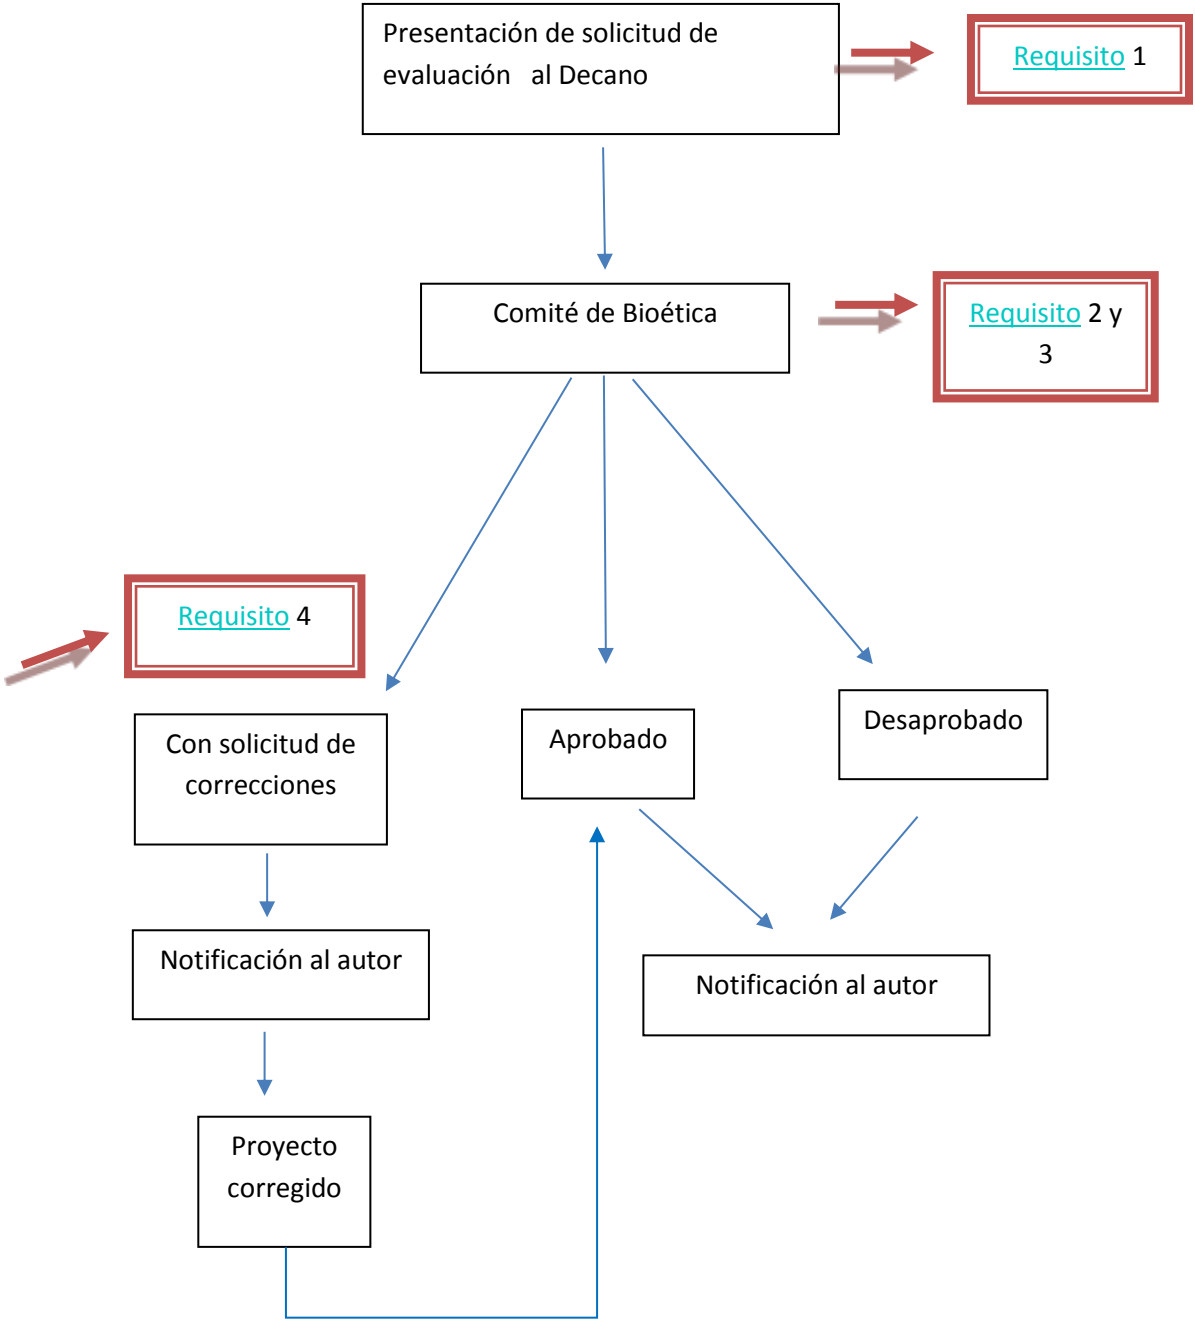 Presentación de solicitud de
evaluación al Decano
Requisito 1
Comité de Bioética
Requisito 2 y
3
Requisito 4
Con solicitud de
correcciones
Aprobado
Desaprobado
Notificación al autor
Notificación al autor
Proyecto
corregido